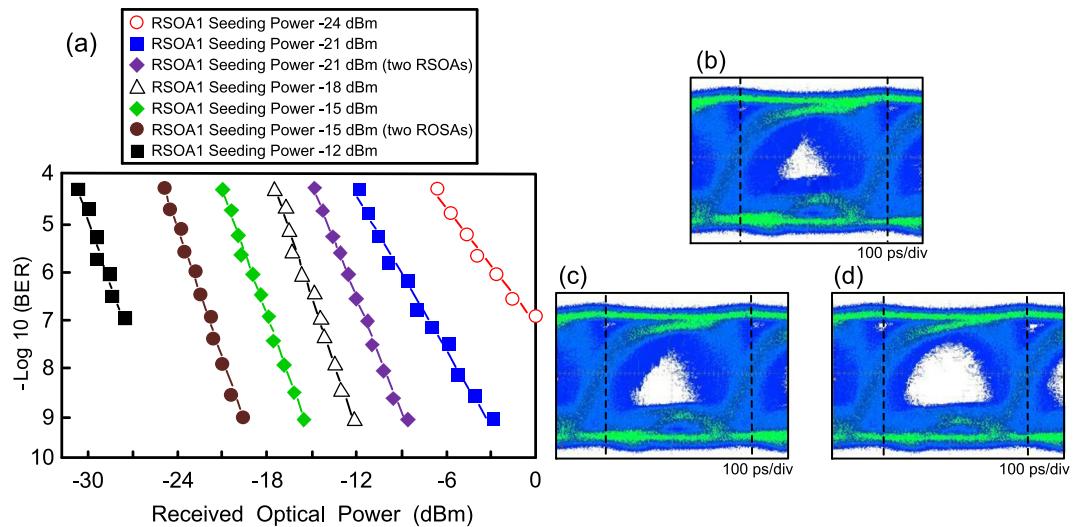 (a)
RSOA1 Seeding Power -24 dBm
RSOA1 Seeding Power -21 dBm
RSOA1 Seeding Power -21 dBm (two RSOAs)
RSOA1 Seeding Power -18 dBm
RSOA1 Seeding Power -15 dBm
RSOA1 Seeding Power -15 dBm (two ROSAs)
RSOA1 Seeding Power -12 dBm
4
5
6
7
8
9
10
-Log 10 (BER)
-30 -24 -18 -12 -6 0
Received Optical Power (dBm)
(b)
100 ps/div
(c)
100 ps/div
(d)
100 ps/div